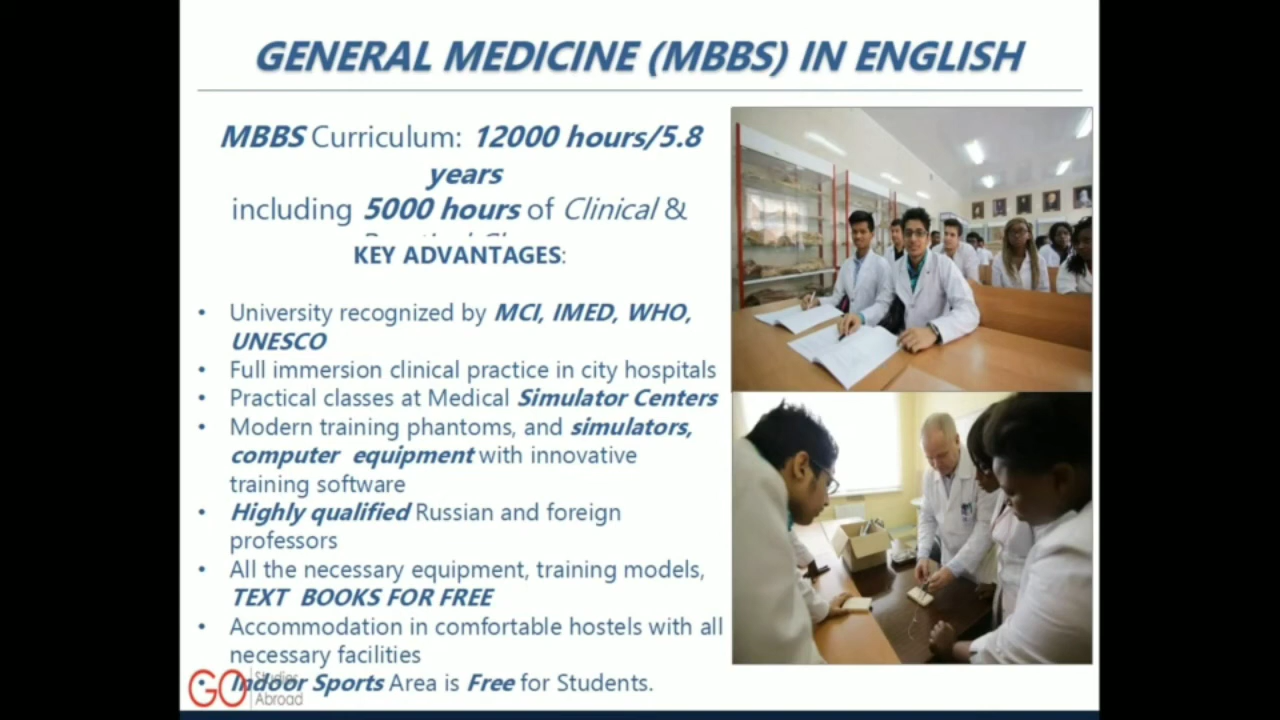 GENERAL MEDICINE (MBBS) IN ENGLISH
MBBS Curriculum: 12000 hours/5.8
years
including 5000 hours of Clinical &
KEY ADVANTAGES:
• University recognized by MCI, IMED, WHO,
UNESCO
• Full immersion clinical practice in city hospitals
• Practical classes at Medical Simulator Centers
• Modern training phantoms, and simulators,
computer equipment with innovative
training software
• Highly qualified Russian and foreign
professors
• All the necessary equipment, training models,
TEXT BOOKS FOR FREE
• Accommodation in comfortable hostels with all
necessary facilities
• Indoor Sports Area is Free for Students.
GO Studies
Abroad